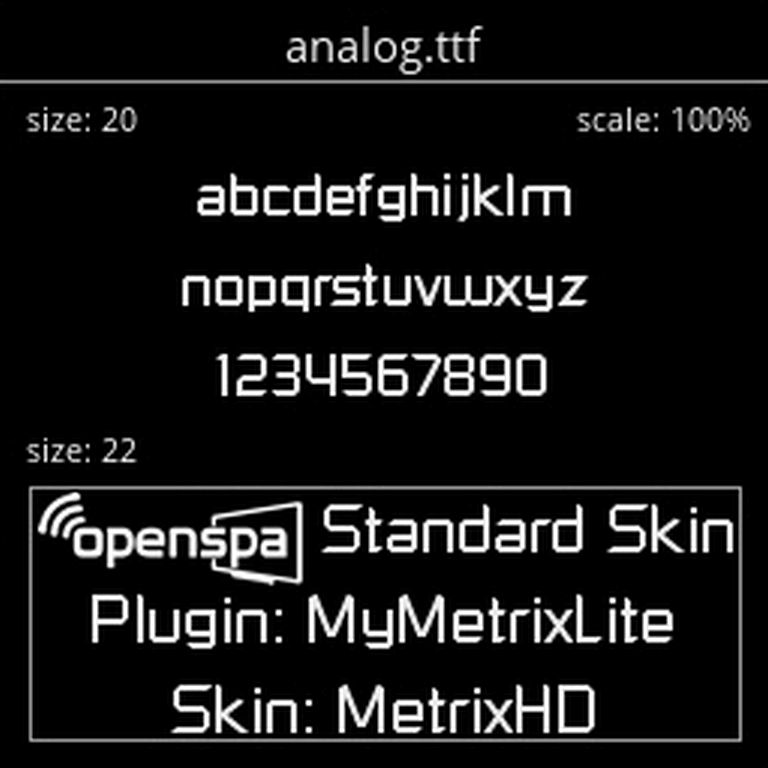 analog.ttf
size: 20 scale: 100%
abcdefghijklm
nopqrstuvwxyz
1234567890
size: 22
openspa Standard Skin
Plugin: MyMetrixLite
Skin: MetrixHD